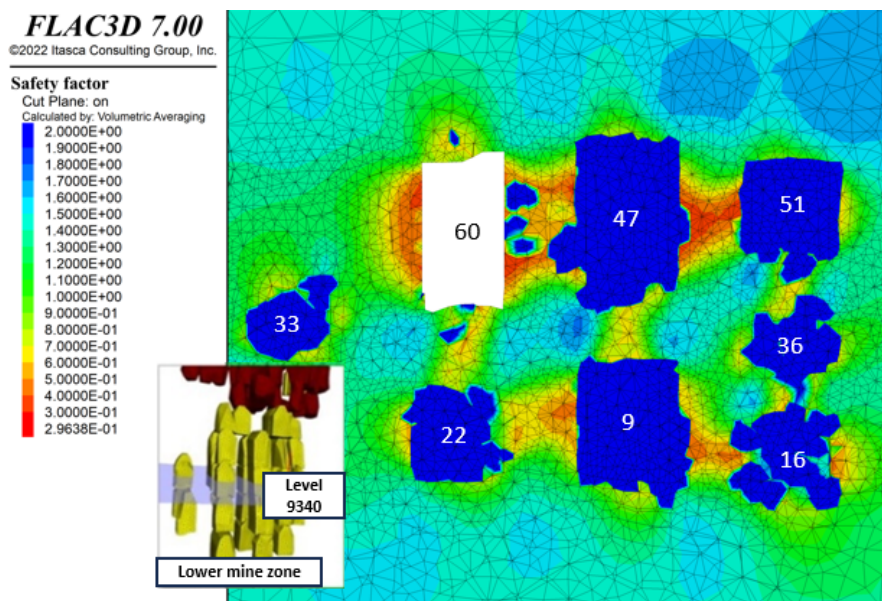 FLAC3D 7.00
©2022 Itasca Consulting Group, Inc.
Safety factor
Cut Plane: on
Calculated by: Volumetric Averaging
2.0000E+00
1.9000E+00
1.8000E+00
1.7000E+00
1.6000E+00
1.5000E+00
1.4000E+00
1.3000E+00
1.2000E+00
1.1000E+00
1.0000E+00
9.0000E-01
8.0000E-01
7.0000E-01
6.0000E-01
5.0000E-01
4.0000E-01
3.0000E-01
2.9638E-01
60
47
51
33
36
22
9
16
Level
9340
Lower mine zone